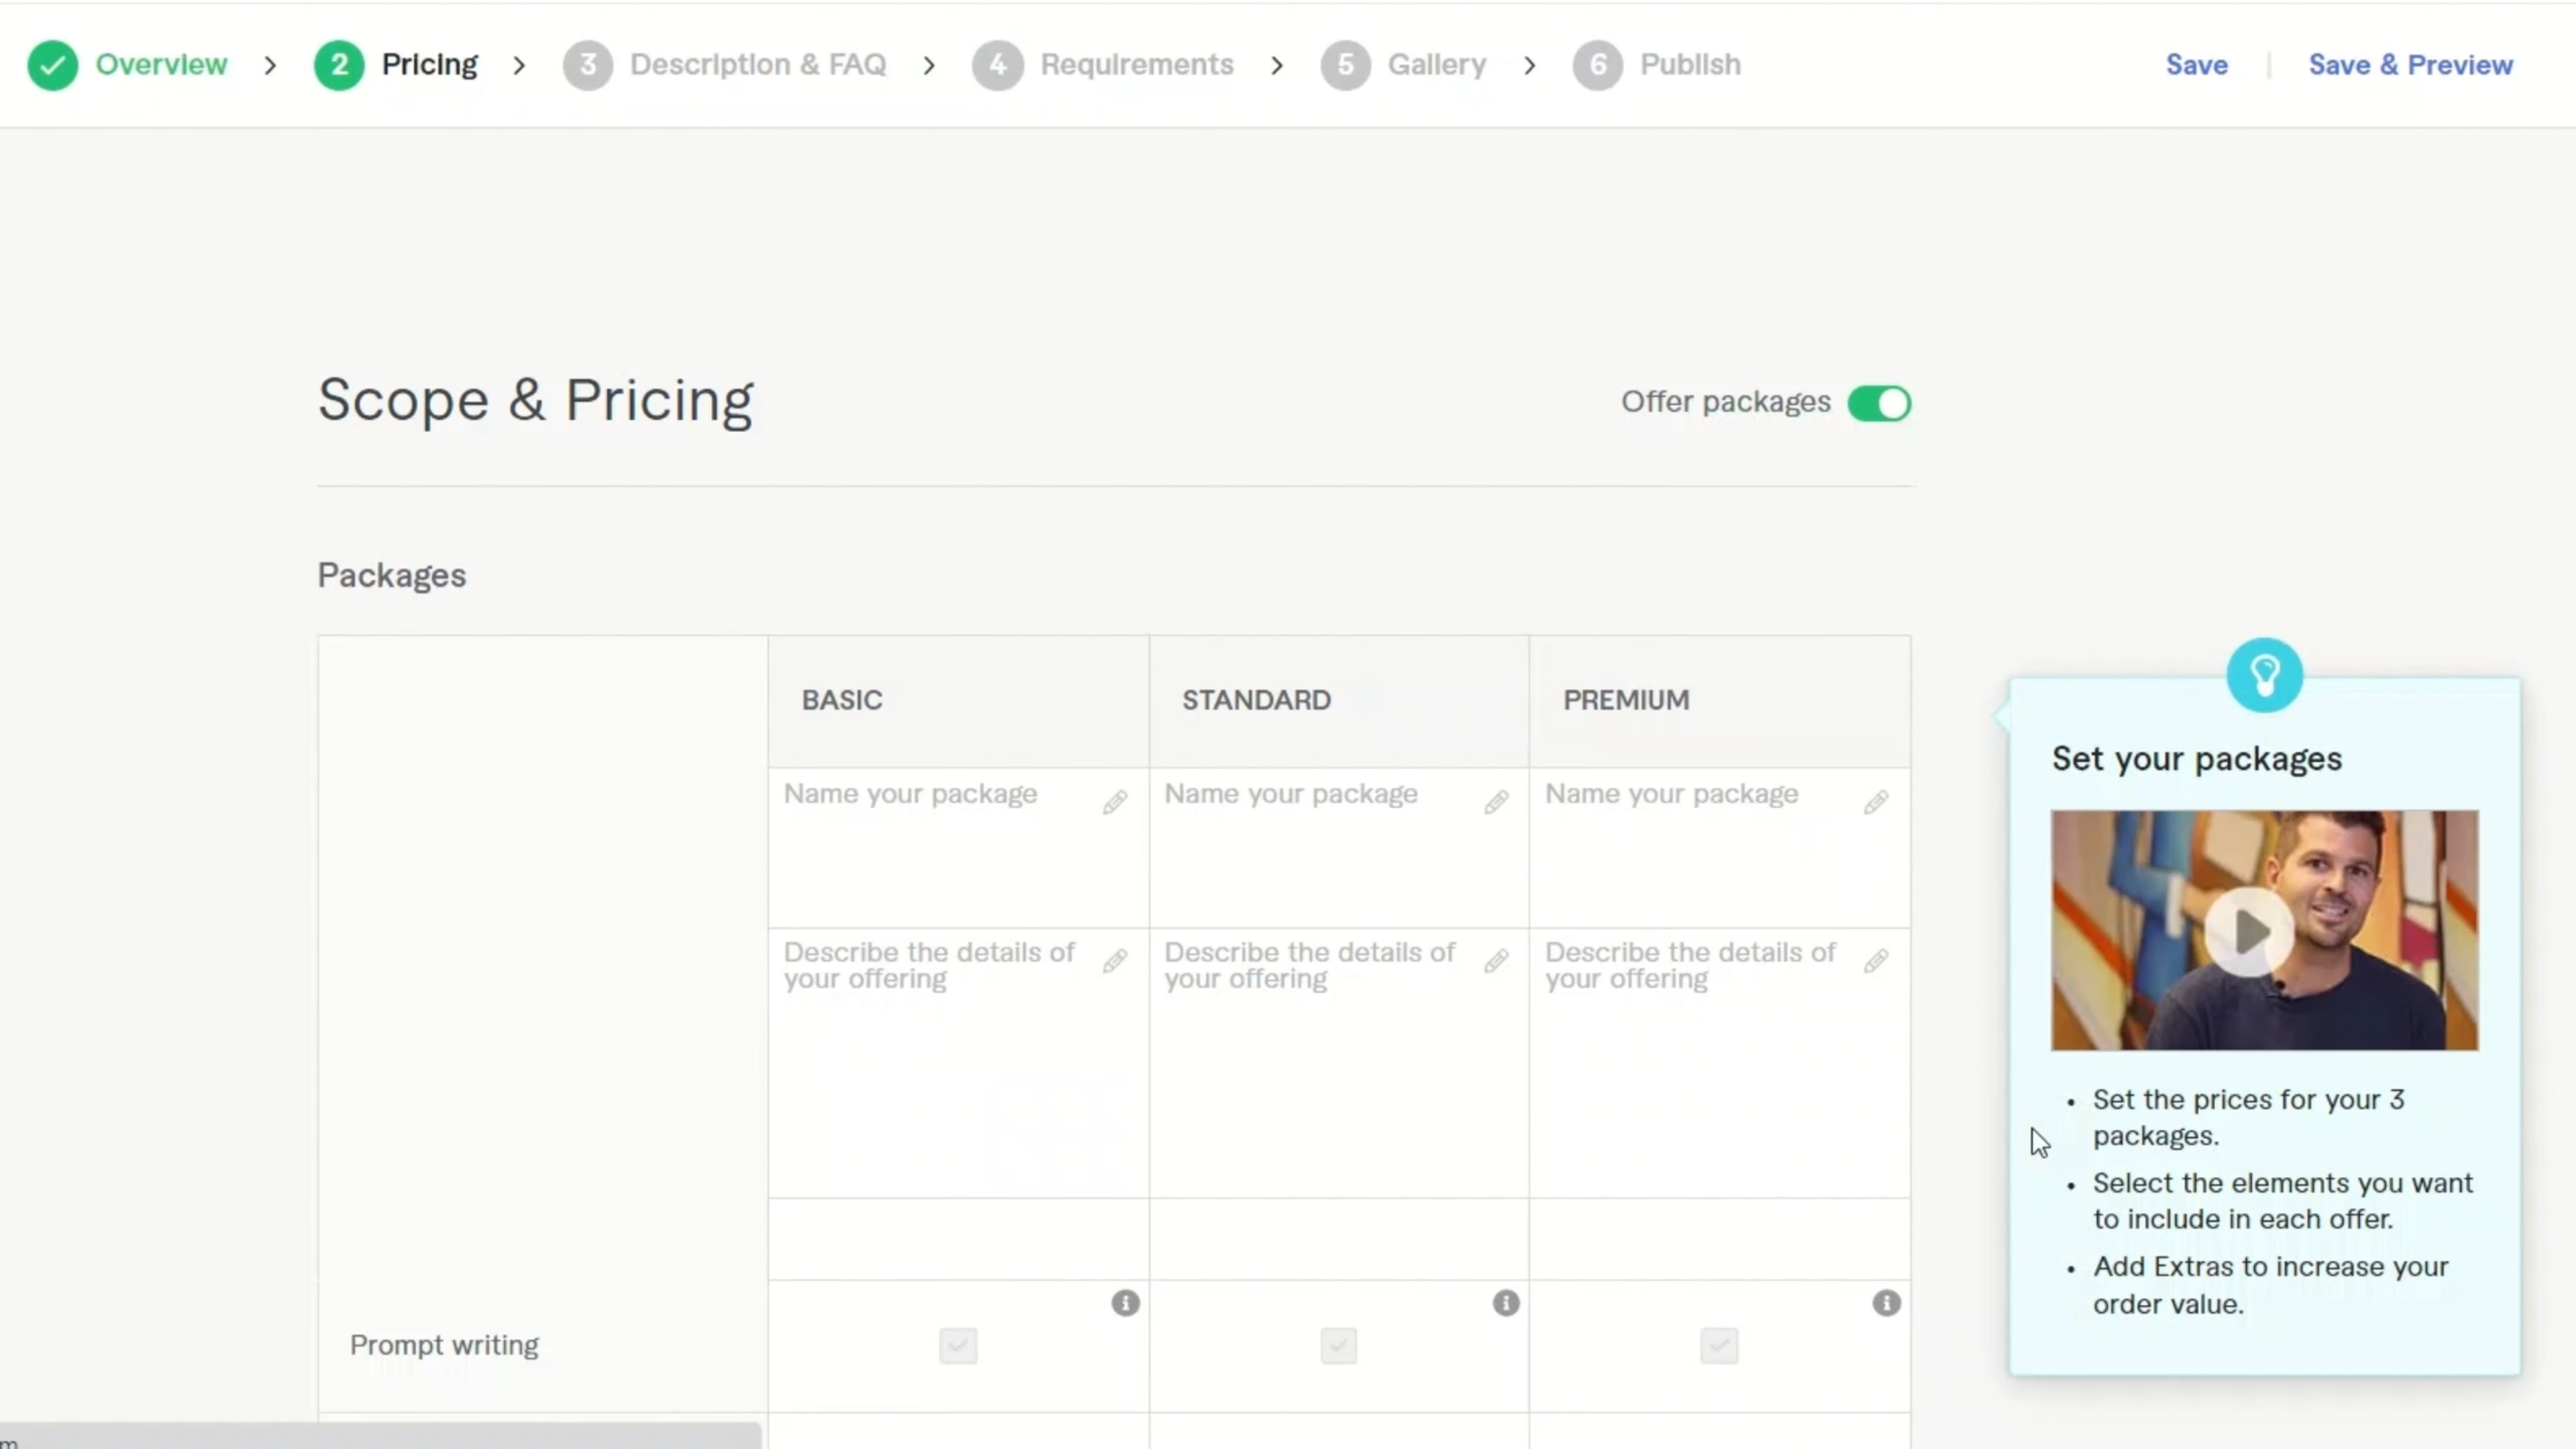 Overview > 2 Pricing > 3 Description & FAQ > 4 Requirements > 5 Gallery > 6 Publish Save | Save & Preview
Scope & Pricing Offer packages
Packages
BASIC STANDARD PREMIUM
Name your package Name your package Name your package
Describe the details of Describe the details of Describe the details of
your offering your offering your offering
Prompt writing
Set your packages
• Set the prices for your 3
packages.
• Select the elements you want
to include in each offer.
• Add Extras to increase your
order value.